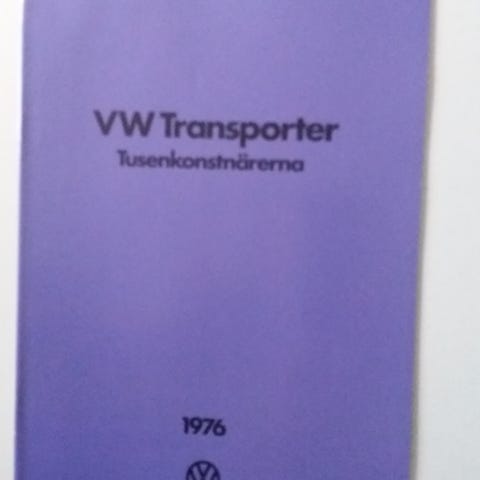 VW Transporter
Tusenkonstnärerna
1976